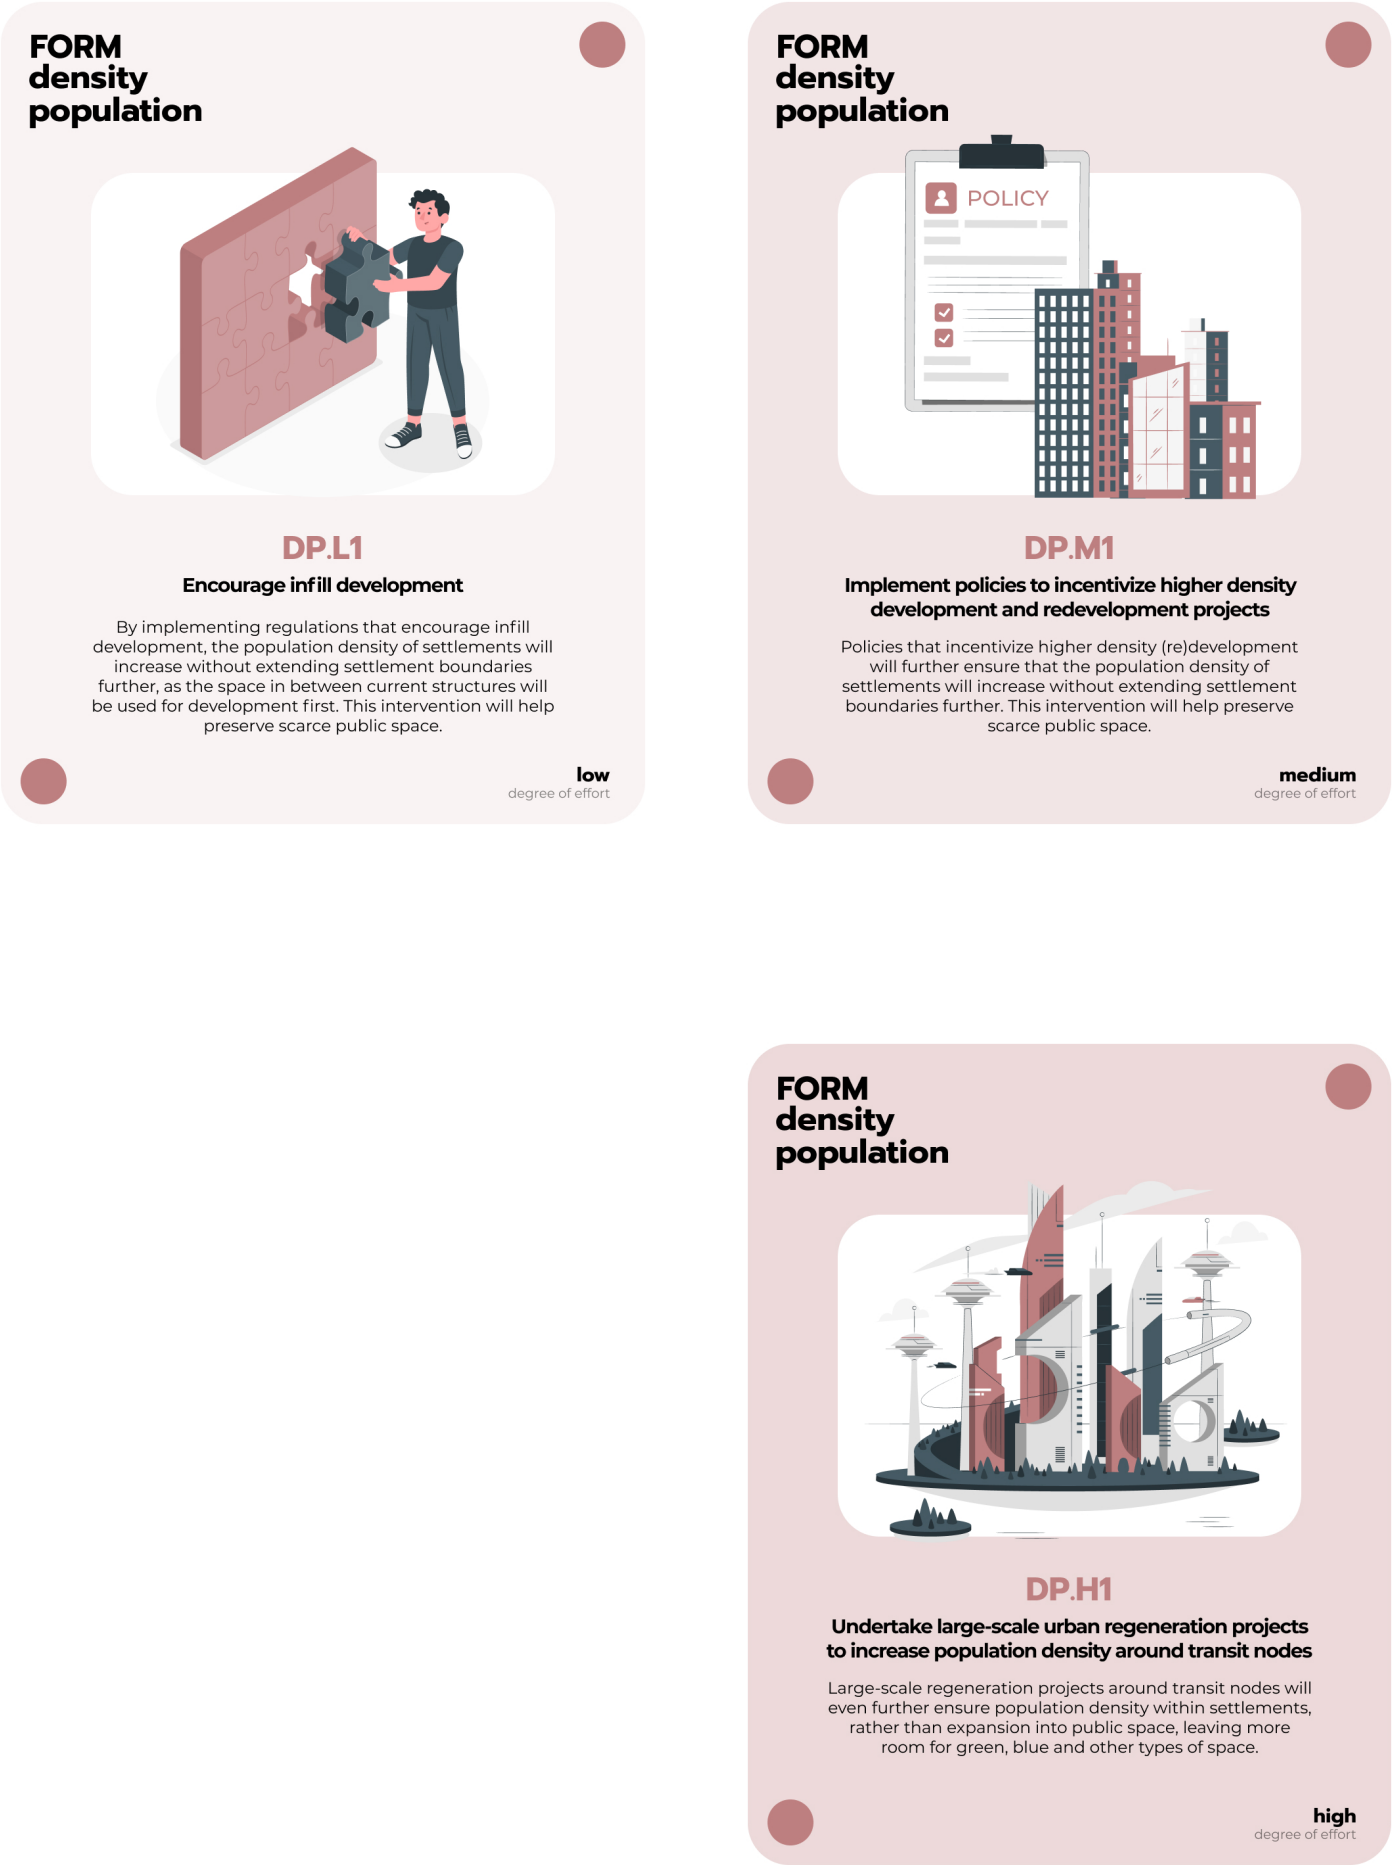 FORM
density
population
DP.L1
Encourage infill development
By implementing regulations that encourage infill
development, the population density of settlements will
increase without extending settlement boundaries
further, as the space in between current structures will
be used for development first. This intervention will help
preserve scarce public space.
low
degree of effort
FORM
density
population
POLICY
DP.M1
Implement policies to incentivize higher density
development and redevelopment projects
Policies that incentivize higher density (re)development
will further ensure that the population density of
settlements will increase without extending settlement
boundaries further. This intervention will help preserve
scarce public space.
medium
degree of effort
FORM
density
population
DP.H1
Undertake large-scale urban regeneration projects
to increase population density around transit nodes
Large-scale regeneration projects around transit nodes will
even further ensure population density within settlements,
rather than expansion into public space, leaving more
room for green, blue and other types of space.
high
degree of effort